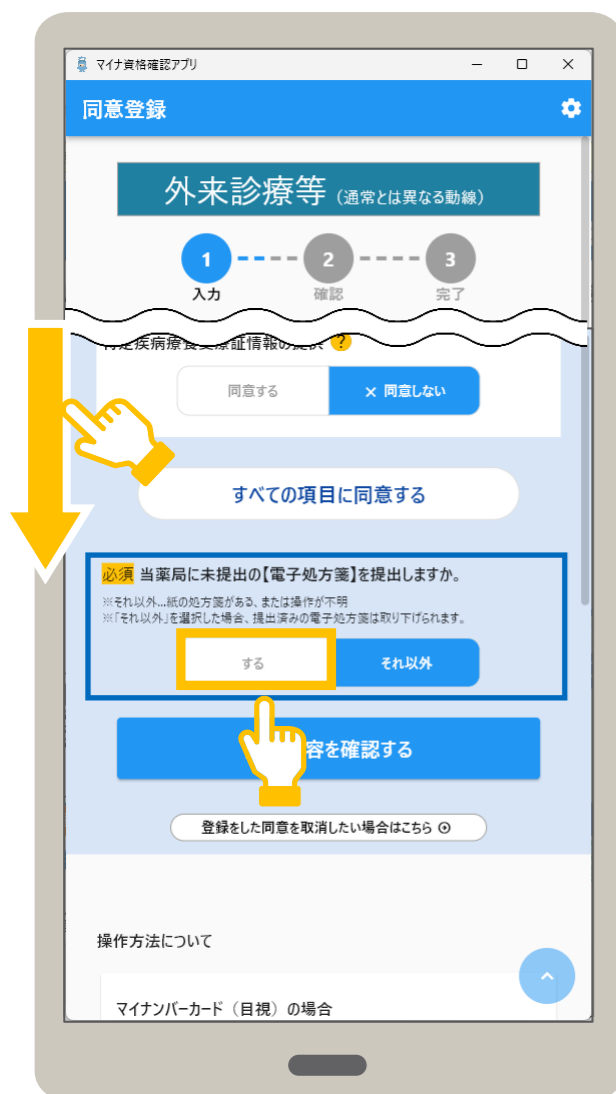 マイナ資格確認アプリ
同意登録
外来診療等 (通常とは異なる動線)
1 2 3
入力 確認 完了
?
同意する × 同意しない
すべての項目に同意する
必須 当薬局に未提出の【電子処方箋】を提出しますか。
※それ以外...紙の処方箋がある、または操作が不明
※「それ以外」を選択した場合、提出済みの電子処方箋は取り下げられます。
する それ以外
容を確認する
登録をした同意を取消したい場合はこちら
操作方法について
マイナンバーカード（目視）の場合